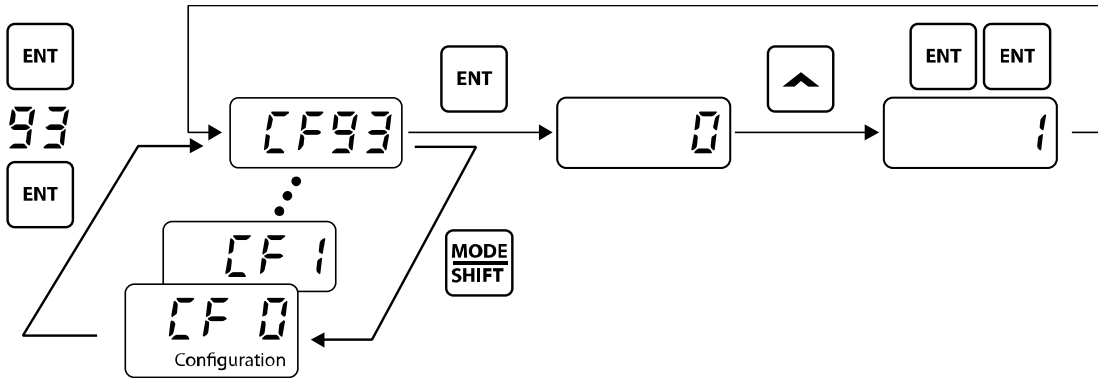 ENT
93
ENT
CF93
ENT
0
ENT ENT
1
CF 1
CF 0
Configuration
MODE
SHIFT